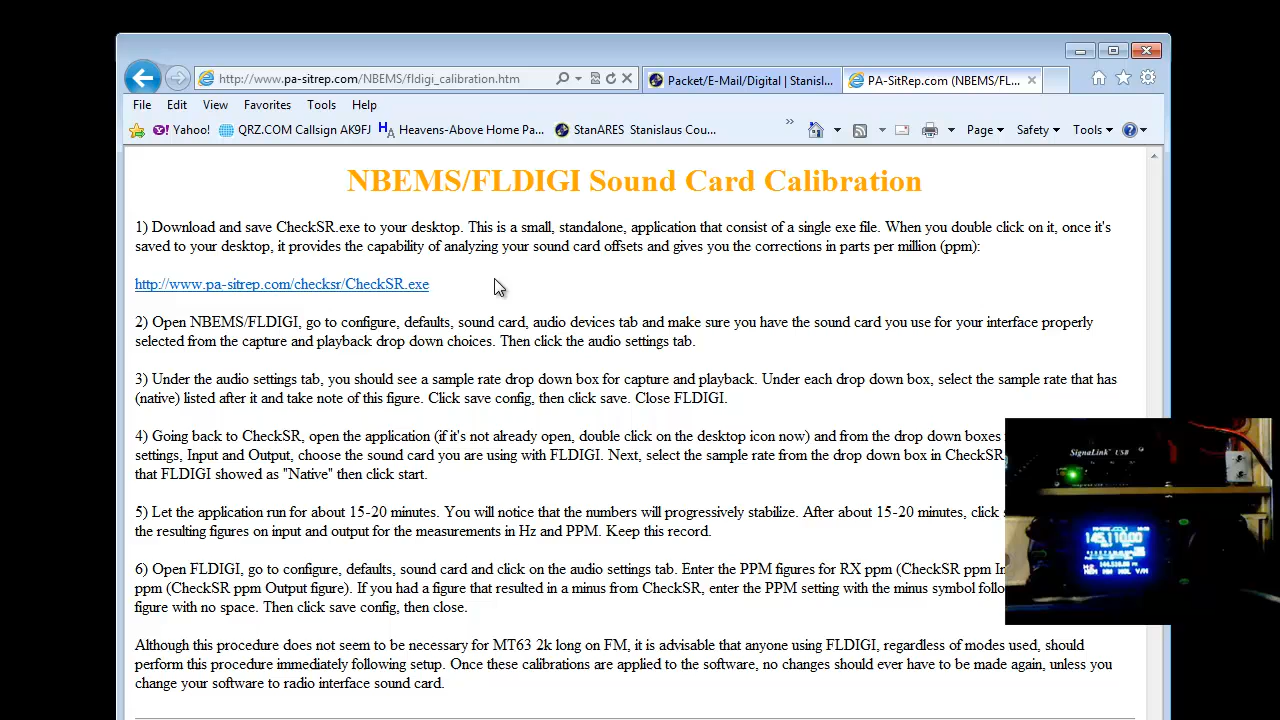 http://www.pa-sitrep.com/NBEMS/fldigi_calibration.htm
Packet/E-Mail/Digital | Stanisl...
PA-SitRep.com (NBEMS/FL...
File Edit View Favorites Tools Help
Yahoo! QRZ.COM Callsign AK9FJ Heavens-Above Home Pa... StanARES Stanislaus Cou... Page Safety Tools
NBEMS/FLDIGI Sound Card Calibration
1) Download and save CheckSR.exe to your desktop. This is a small, standalone, application that consist of a single exe file. When you double click on it, once it's
saved to your desktop, it provides the capability of analyzing your sound card offsets and gives you the corrections in parts per million (ppm):
http://www.pa-sitrep.com/checksr/CheckSR.exe
2) Open NBEMS/FLDIGI, go to configure, defaults, sound card, audio devices tab and make sure you have the sound card you use for your interface properly
selected from the capture and playback drop down choices. Then click the audio settings tab.
3) Under the audio settings tab, you should see a sample rate drop down box for capture and playback. Under each drop down box, select the sample rate that has
(native) listed after it and take note of this figure. Click save config, then click save. Close FLDIGI.
4) Going back to CheckSR, open the application (if it's not already open, double click on the desktop icon now) and from the drop down boxes
settings, Input and Output, choose the sound card you are using with FLDIGI. Next, select the sample rate from the drop down box in CheckSR
that FLDIGI showed as "Native" then click start.
5) Let the application run for about 15-20 minutes. You will notice that the numbers will progressively stabilize. After about 15-20 minutes, click
the resulting figures on input and output for the measurements in Hz and PPM. Keep this record.
6) Open FLDIGI, go to configure, defaults, sound card and click on the audio settings tab. Enter the PPM figures for RX ppm (CheckSR ppm
ppm (CheckSR ppm Output figure). If you had a figure that resulted in a minus from CheckSR, enter the PPM setting with the minus symbol
figure with no space. Then click save config, then close.
SignaLink USB
145,110.00
Although this procedure does not seem to be necessary for MT63 2k long on FM, it is advisable that anyone using FLDIGI, regardless of modes used, should
perform this procedure immediately following setup. Once these calibrations are applied to the software, no changes should ever have to be made again, unless you
change your software to radio interface sound card.